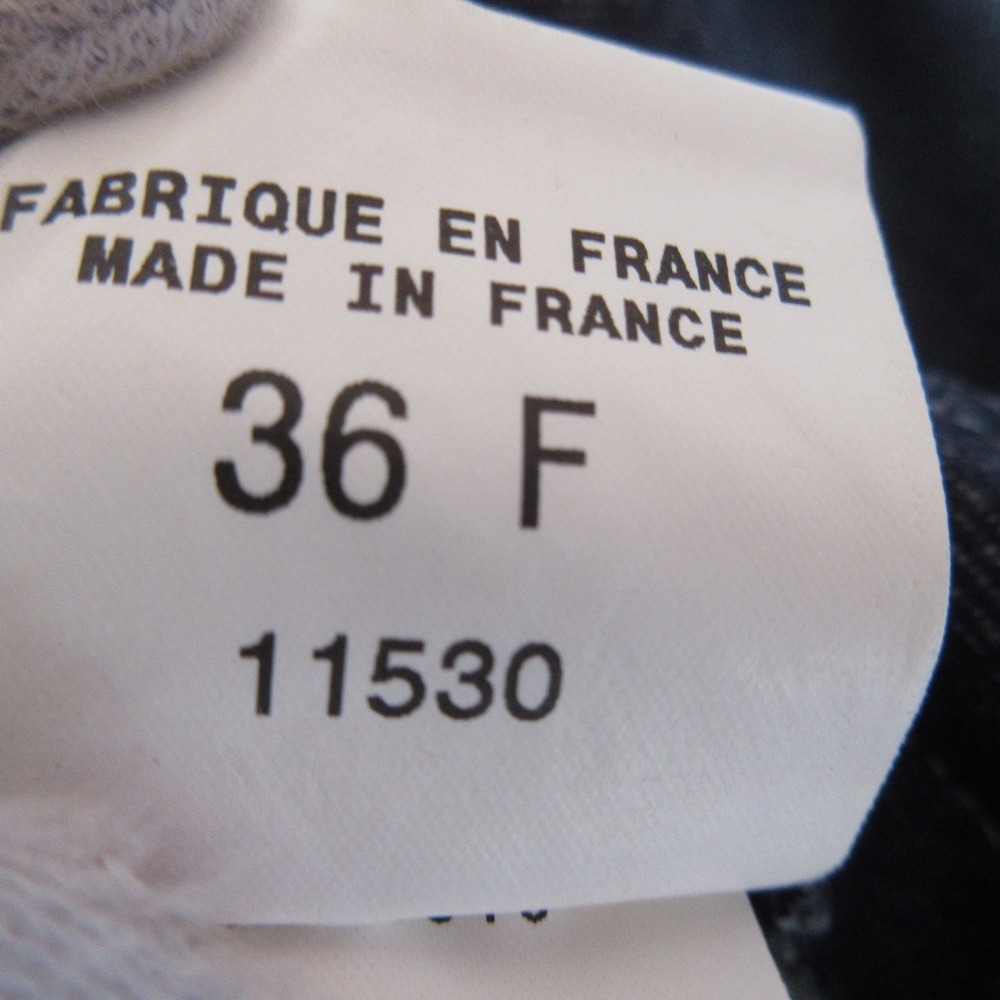 FABRIQUE EN FRANCE
MADE IN FRANCE
36 F
11530